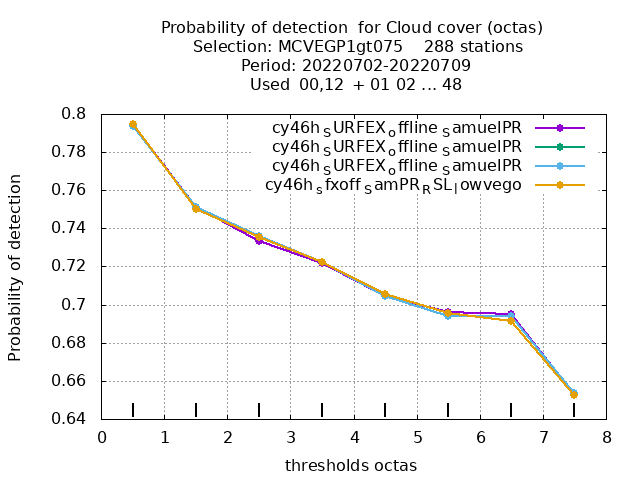 Probability of detection  for Cloud cover (octas)
Selection: MCVEGP1gt075    288 stations
Period: 20220702-20220709
Used  00,12  + 01 02 ... 48
cy46h_SURFEX_offline_SamuelPR
cy46h_SURFEX_offline_SamuelPR
cy46h_SURFEX_offline_SamuelPR
cy46h_sfxoff_SamPR_RSL_lowvego
Probability of detection
0.8
0.78
0.76
0.74
0.72
0.7
0.68
0.66
0.64
0 1 2 3 4 5 6 7 8
thresholds octas